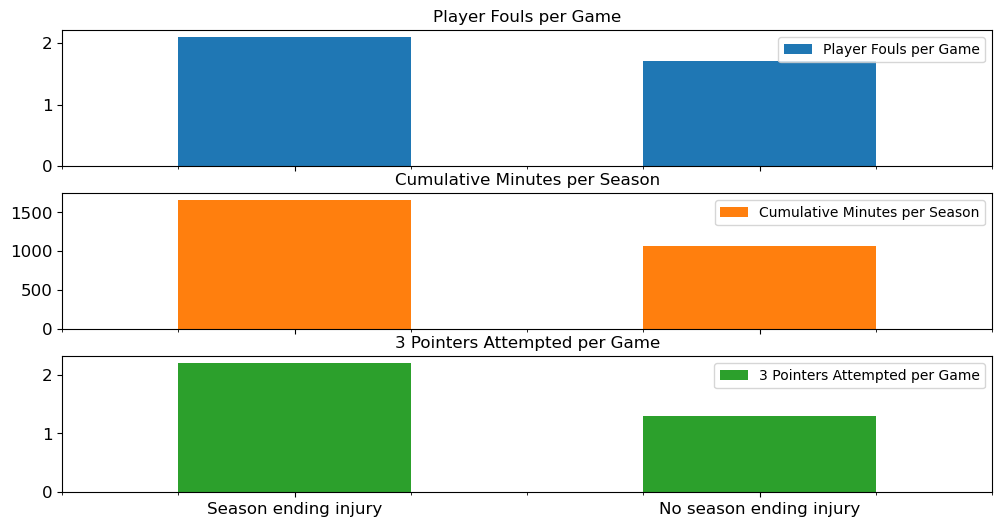 Player Fouls per Game
2
1
0
Player Fouls per Game
Cumulative Minutes per Season
1500
1000
500
0
Cumulative Minutes per Season
3 Pointers Attempted per Game
2
1
0
3 Pointers Attempted per Game
Season ending injury
No season ending injury